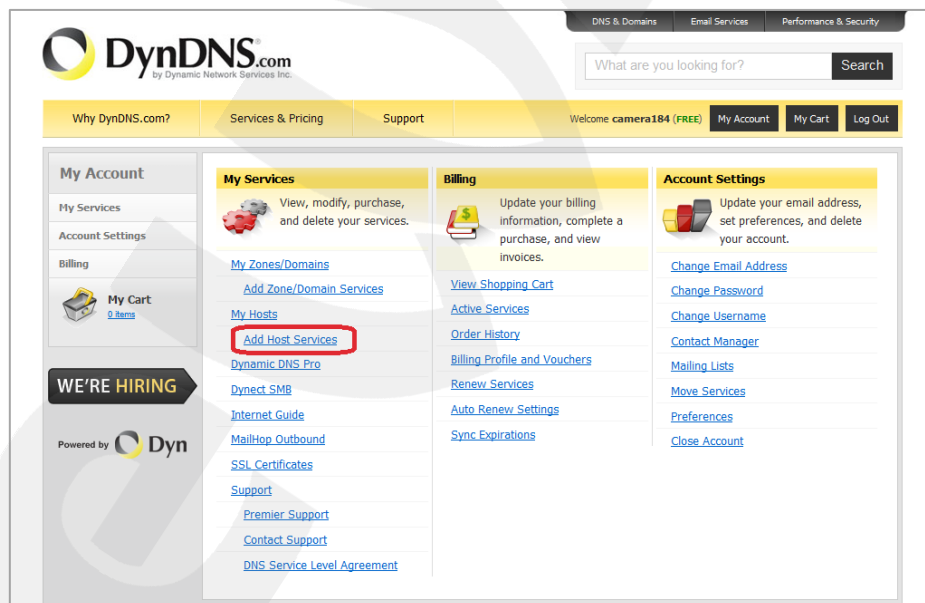 DNS & Domains Email Services Performance & Security
DynDNS.com
by Dynamic Network Services Inc.
What are you looking for? Search
Why DynDNS.com? Services & Pricing Support Welcome camera184 (FREE) My Account My Cart Log Out
My Account
My Services
Account Settings
Billing
My Cart
0 items
WE'RE HIRING
Powered by Dyn
My Services
View, modify, purchase,
and delete your services.
My Zones/Domains
Add Zone/Domain Services
My Hosts
Add Host Services
Dynamic DNS Pro
Dynect SMB
Internet Guide
MailHop Outbound
SSL Certificates
Support
Premier Support
Contact Support
DNS Service Level Agreement
Billing
Update your billing
information, complete a
purchase, and view
invoices.
View Shopping Cart
Active Services
Order History
Billing Profile and Vouchers
Renew Services
Auto Renew Settings
Sync Expirations
Account Settings
Update your email address,
set preferences, and delete
your account.
Change Email Address
Change Password
Change Username
Contact Manager
Mailing Lists
Move Services
Preferences
Close Account